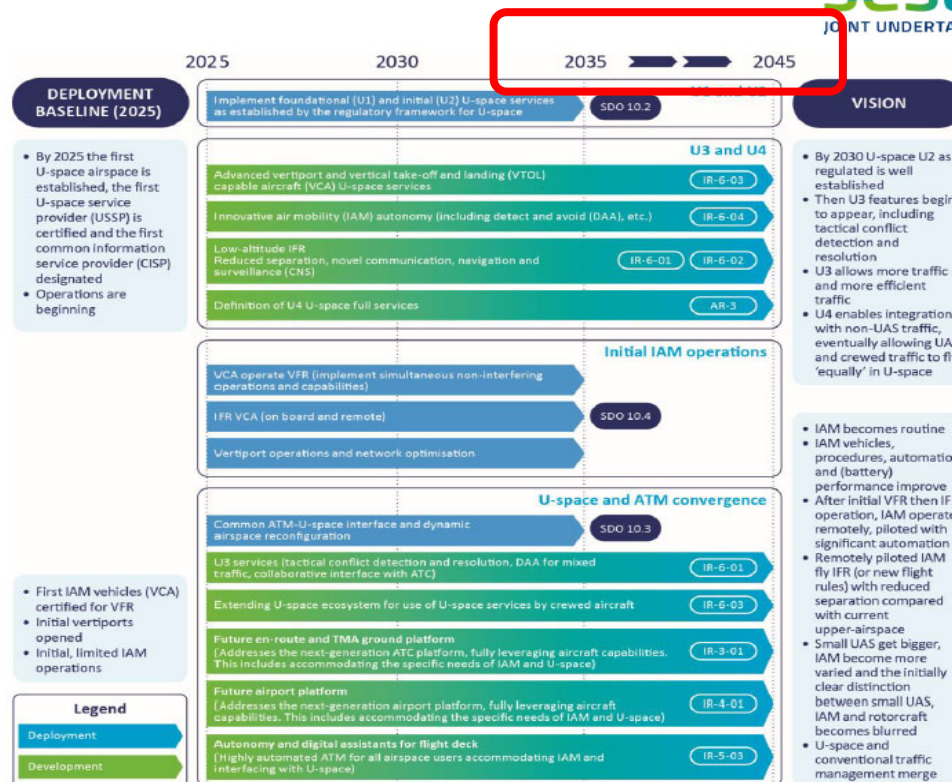 JOINT UNDERTA
2025 2030 2035 2045
DEPLOYMENT
BASELINE (2025)
• By 2025 the first
U-space airspace is
established, the first
U-space service
provider (USSP) is
certified and the first
common information
service provider (CISP)
designated
• Operations are
beginning
• First IAM vehicles (VCA)
certified for VFR
• Initial vertiports
opened
• Initial, limited IAM
operations
Legend
Deployment
Development
Implement foundational (U1) and initial (U2) U-space services
as established by the regulatory framework for U-space
SDO 10.2
U3 and U4
Advanced vertiport and vertical take-off and landing (VTOL)
capable aircraft (VCA) U-space services
IR-6-03
Innovative air mobility (IAM) autonomy (including detect and avoid (DAA), etc.)
IR-6-04
Low-altitude IFR
Reduced separation, novel communication, navigation and
surveillance (CNS)
IR-6-01 IR-6-02
Definition of U4 U-space full services
AR-3
Initial IAM operations
VCA operate VFR (implement simultaneous non-interfering
operations and capabilities)
IFR VCA (on board and remote)
SDO 10.4
Vertiport operations and network optimisation
U-space and ATM convergence
Common ATM-U-space interface and dynamic
airspace reconfiguration
SDO 10.3
U3 services (tactical conflict detection and resolution, DAA for mixed
traffic, collaborative interface with ATC)
IR-6-01
Extending U-space ecosystem for use of U-space services by crewed aircraft
IR-6-03
Future en-route and TMA ground platform
(Addresses the next-generation ATC platform, fully leveraging aircraft capabilities.
This includes accommodating the specific needs of IAM and U-space)
IR-3-01
Future airport platform
(Addresses the next-generation airport platform, fully leveraging aircraft
capabilities. This includes accommodating the specific needs of IAM and U-space)
IR-4-01
Autonomy and digital assistants for flight deck
(Highly automated ATM for all airspace users accommodating IAM and
interfacing with U-space)
IR-5-03
VISION
• By 2030 U-space U2 as
regulated is well
established
• Then U3 features begin
to appear, including
tactical conflict
detection and
resolution
• U3 allows more traffic
and more efficient
traffic
• U4 enables integration
with non-UAS traffic,
eventually allowing UA
and crewed traffic to fl
'equally' in U-space
• IAM becomes routine
• IAM vehicles,
procedures, automatio
and (battery)
performance improve
• After initial VFR then IF
operation, IAM operate
remotely, piloted with
significant automation
• Remotely piloted IAM
fly IFR (or new flight
rules) with reduced
separation compared
with current
upper-airspace
• Small UAS get bigger,
IAM become more
varied and the initially
clear distinction
between small UAS,
IAM and rotorcraft
becomes blurred
• U-space and
conventional traffic
management merge